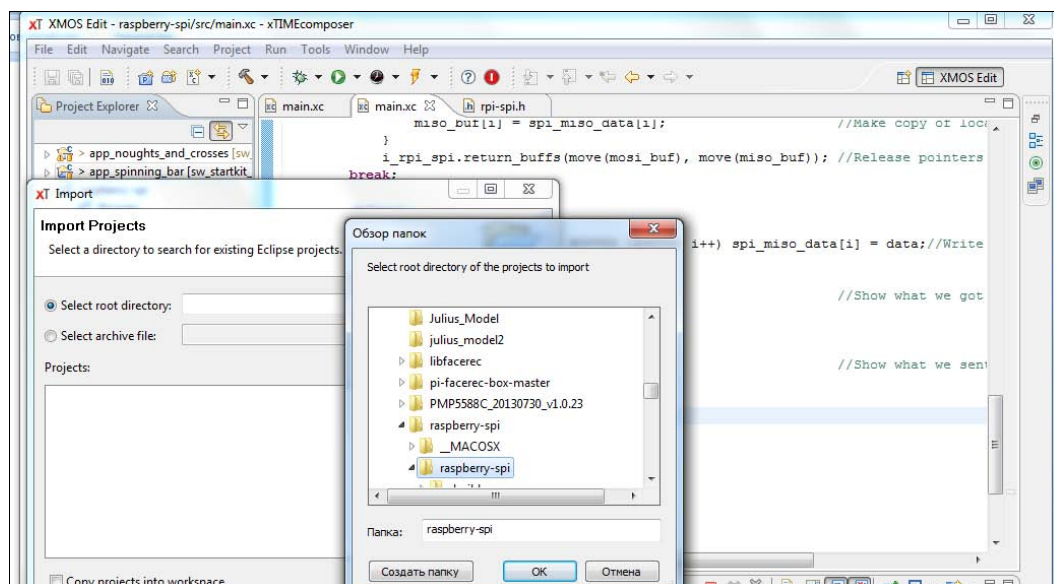 XMOS Edit - raspberry-spi/src/main.xc - xTIMEcomposer
File Edit Navigate Search Project Run Tools Window Help
XMOS Edit
Project Explorer
main.xc
main.xc
rpi-spi.h
miso_buf[i] = spi_miso_data[i]; //Make copy of loca
}
i_rpi_spi.return_buffs(move(mosi_buf), move(miso_buf)); //Release pointers
break;
> app_noughts_and_crosses [sw_
> app_spinning_bar [sw_startkit_
i++) spi_miso_data[i] = data;//Write
//Show what we got
//Show what we sent
Import
Import Projects
Select a directory to search for existing Eclipse projects.
Select root directory:
Select archive file:
Projects:
Copy projects into workspace
Обзор папок
Select root directory of the projects to import
Julius_Model
julius_model2
libfacerec
pi-facerec-box-master
PMP5588C_20130730_v1.0.23
raspberry-spi
__MACOSX
raspberry-spi
Папка: raspberry-spi
Создать папку OK Отмена